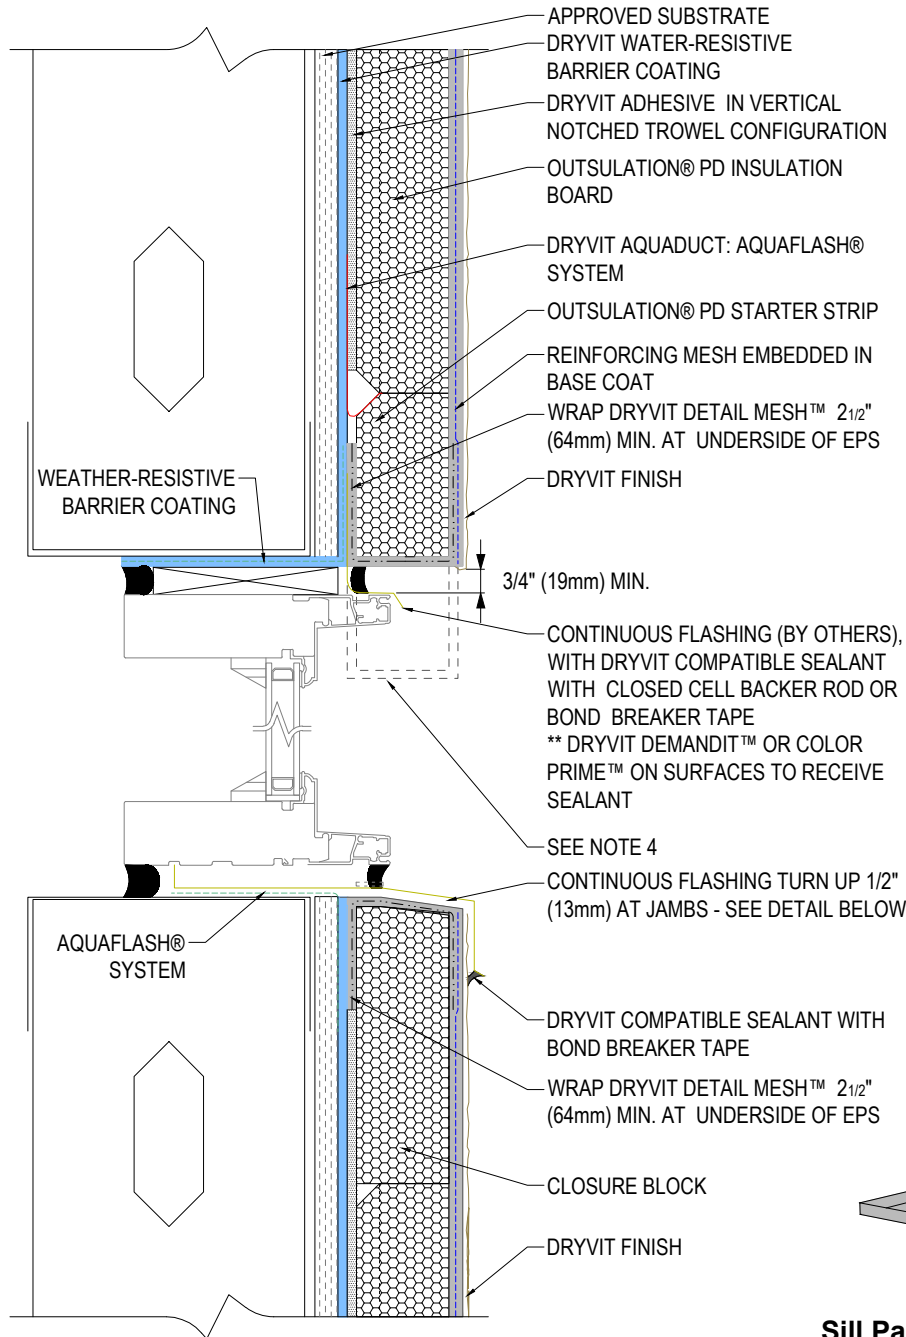 APPROVED SUBSTRATE
DRYVIT WATER-RESISTIVE
BARRIER COATING
DRYVIT ADHESIVE IN VERTICAL
NOTCHED TROWEL CONFIGURATION
OUTSULATION® PD INSULATION
BOARD
DRYVIT AQUADUCT: AQUAFLASH®
SYSTEM
OUTSULATION® PD STARTER STRIP
REINFORCING MESH EMBEDDED IN
BASE COAT
WRAP DRYVIT DETAIL MESH™ 2 1/2"
(64mm) MIN. AT UNDERSIDE OF EPS
DRYVIT FINISH
WEATHER-RESISTIVE
BARRIER COATING
3/4" (19mm) MIN.
CONTINUOUS FLASHING (BY OTHERS),
WITH DRYVIT COMPATIBLE SEALANT
WITH CLOSED CELL BACKER ROD OR
BOND BREAKER TAPE
** DRYVIT DEMANDIT™ OR COLOR
PRIME™ ON SURFACES TO RECEIVE
SEALANT
SEE NOTE 4
CONTINUOUS FLASHING TURN UP 1/2"
(13mm) AT JAMBS - SEE DETAIL BELOW
AQUAFLASH®
SYSTEM
DRYVIT COMPATIBLE SEALANT WITH
BOND BREAKER TAPE
WRAP DRYVIT DETAIL MESH™ 2 1/2"
(64mm) MIN. AT UNDERSIDE OF EPS
CLOSURE BLOCK
DRYVIT FINISH
Sill Pa